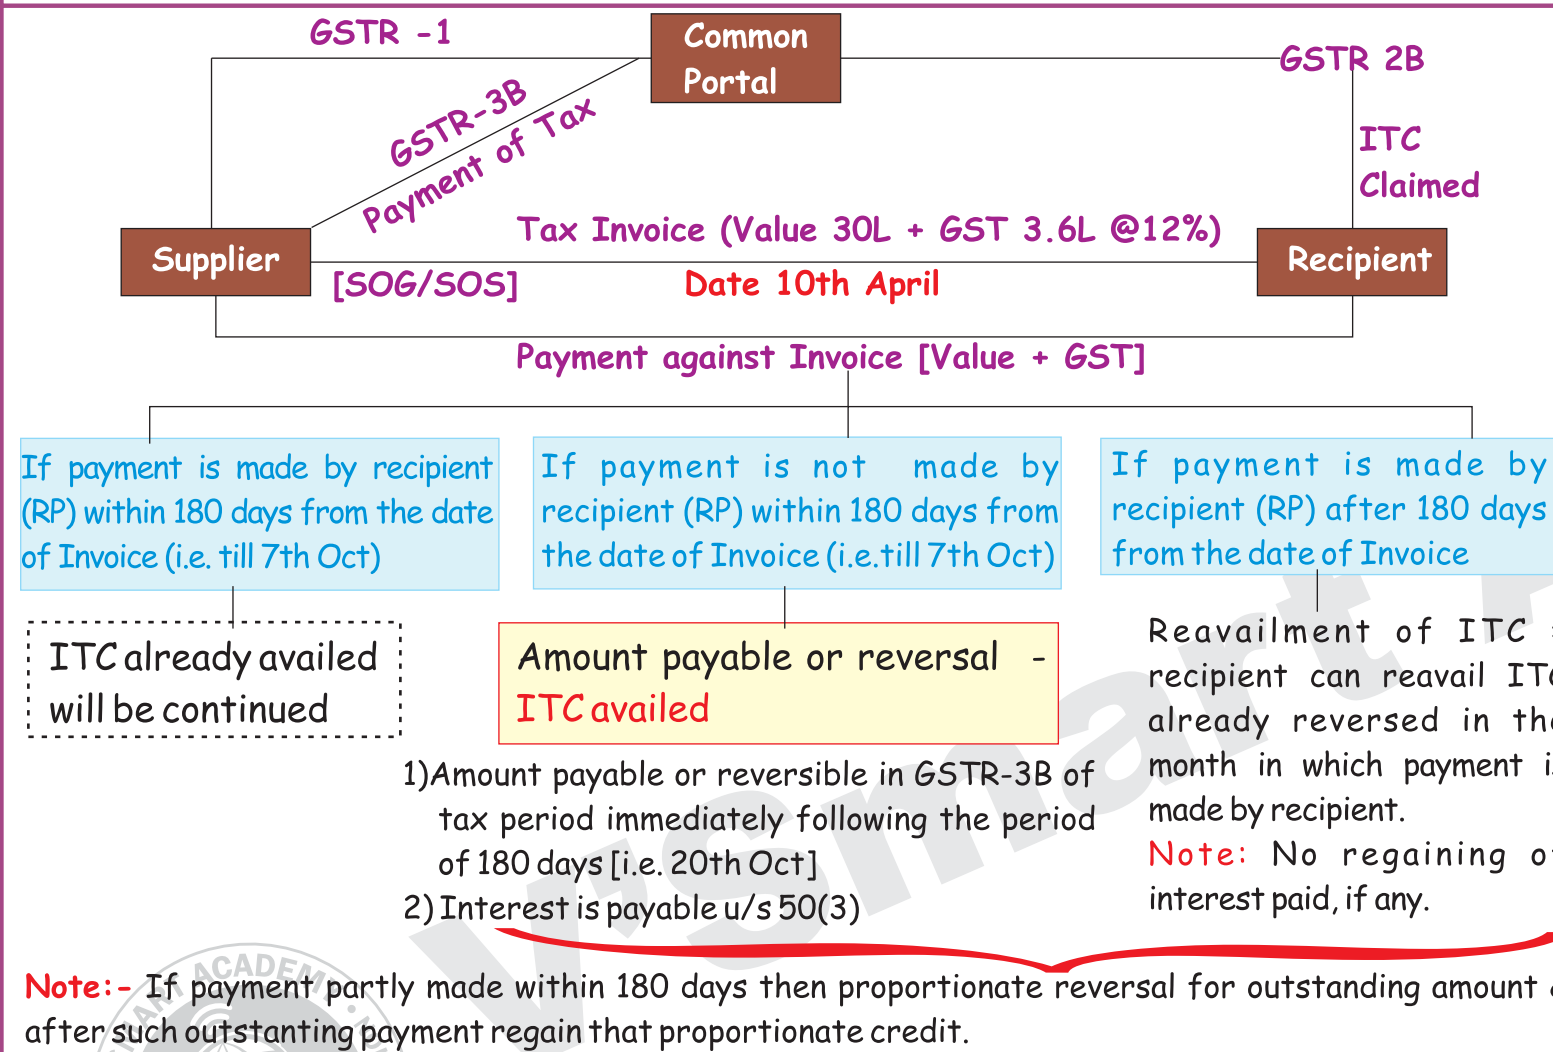 GSTR -1
Common
Portal
GSTR 2B
GSTR-3B
Payment of Tax
ITC
Claimed
Tax Invoice (Value 30L + GST 3.6L @12%)
Supplier
Recipient
[SOG/SOS]
Date 10th April
Payment against Invoice [Value + GST]
If payment is made by recipient
(RP) within 180 days from the date
of Invoice (i.e. till 7th Oct)
If payment is not made by
recipient (RP) within 180 days from
the date of Invoice (i.e.till 7th Oct)
If payment is made by
recipient (RP) after 180 days
from the date of Invoice
ITC already availed
will be continued
Amount payable or reversal -
ITC availed
1)Amount payable or reversible in GSTR-3B of
tax period immediately following the period
of 180 days [i.e. 20th Oct]
2) Interest is payable u/s 50(3)
Reavailment of ITC
recipient can reavail
already reversed in
month in which payment
made by recipient.
Note: No regaining
interest paid, if any.
Note:- If payment partly made within 180 days then proportionate reversal for outstanding amount
after such outstanting payment regain that proportionate credit.
V'Smart
ACADEMY